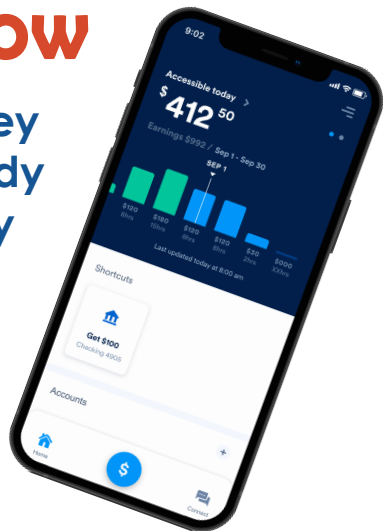 ow
ey
dy
y
9:02
Accessible today >
$412 50
Earnings $992 / Sep 1 - Sep 30
SEP 1
$120 $180 $120 $120 $30 $000
8hrs 15hrs 8hrs 8hrs 2hrs XXhrs
Last updated today at 8:00 am
Shortcuts
Get $100
Checking 4905
Accounts
+
Home
$
Connect